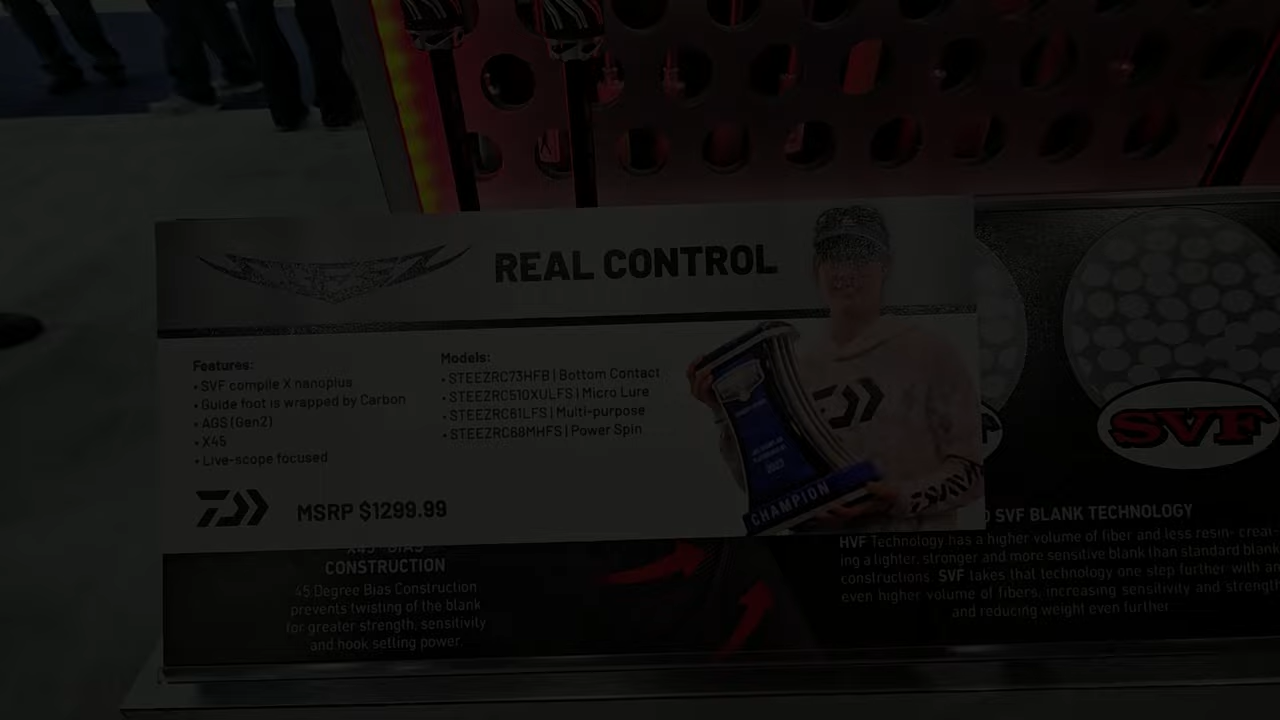 REAL CONTROL
Features:
• SVF compile X nanoplus
• Guide foot is wrapped by Carbon
• AGS (Gen2)
• X45
• Live-scope focused
Models:
• STEEZRC73HFB | Bottom Contact
• STEEZRC510XULFS | Micro Lure
• STEEZRC61LFS | Multi-purpose
• STEEZRC68MHFS | Power Spin
MSRP $1299.99
CHAMPION
SVF
CONSTRUCTION
45 Degree Bias Construction
prevents twisting of the blank
for greater strength, sensitivity
and hook setting power.
SVF BLANK TECHNOLOGY
HVF Technology has a higher volume of fiber and less resin- creat
ing a lighter, stronger and more sensitive blank than standard blank
constructions. SVF takes that technology one step further with an
even higher volume of fibers, increasing sensitivity and strength
and reducing weight even further